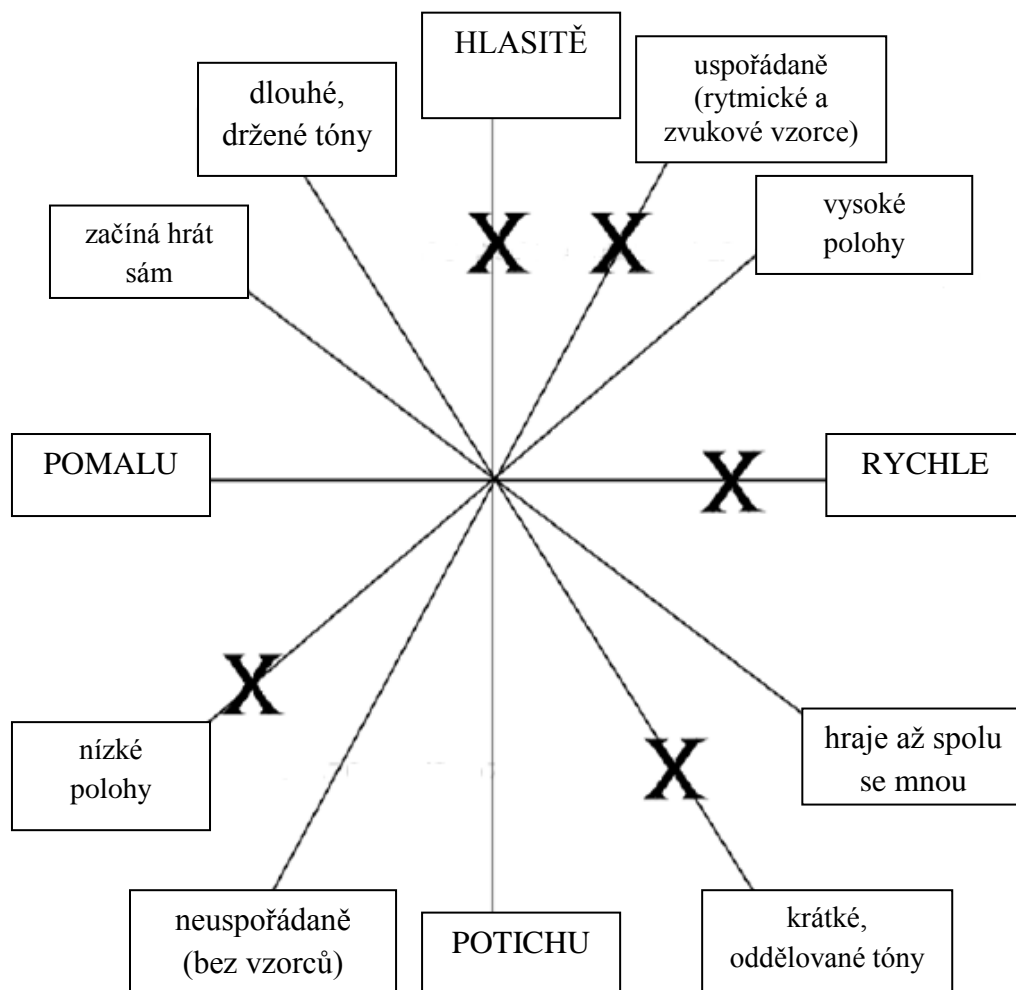 HLASITĚ
uspořádaně
(rytmické a
zvukové vzorce)
dlouhé,
držené tóny
vysoké
polohy
začíná hrát
sám
X
X
POMALU
X
RYCHLE
X
nízké
polohy
hraje až spolu
se mnou
X
neuspořádaně
(bez vzorců)
POTICHU
krátké,
oddělované tóny